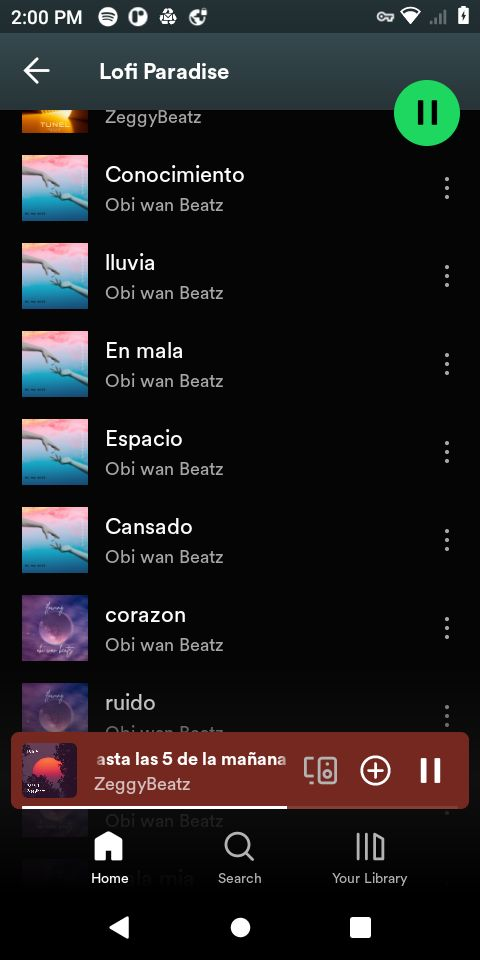 2:00 PM
Lofi Paradise
TUNEL
ZeggyBeatz
Conocimiento
Obi wan Beatz
lluvia
Obi wan Beatz
En mala
Obi wan Beatz
Espacio
Obi wan Beatz
Cansado
Obi wan Beatz
corazon
Obi wan Beatz
ruido
Obi wan Beatz
asta las 5 de la mañana
ZeggyBeatz
Obi wan Beatz
mia
Home
Search
Your Library